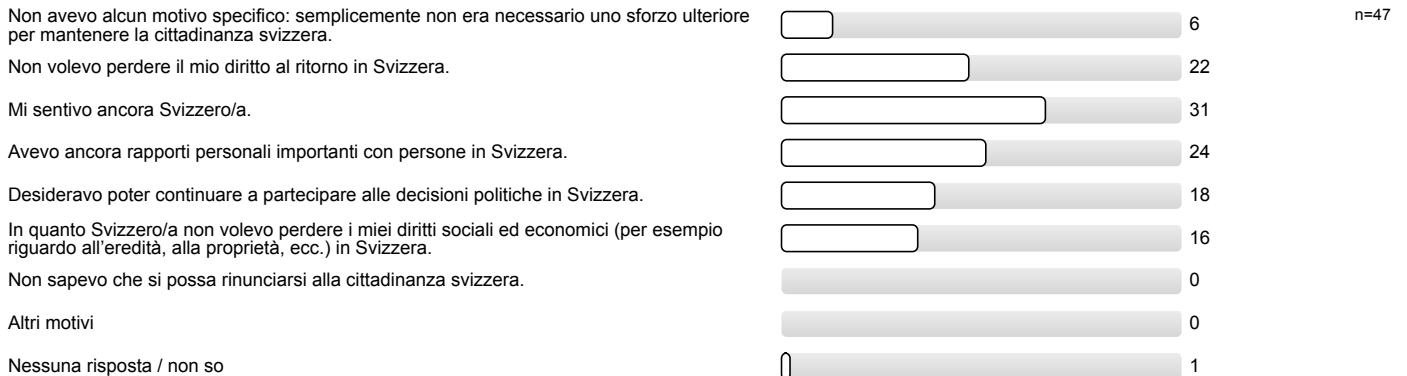 Non avevo alcun motivo specifico: semplicemente non era necessario uno sforzo ulteriore
per mantenere la cittadinanza svizzera.
6
n=47
Non volevo perdere il mio diritto al ritorno in Svizzera.
22
Mi sentivo ancora Svizzero/a.
31
Avevo ancora rapporti personali importanti con persone in Svizzera.
24
Desideravo poter continuare a partecipare alle decisioni politiche in Svizzera.
18
In quanto Svizzero/a non volevo perdere i miei diritti sociali ed economici (per esempio
riguardo all'eredità, alla proprietà, ecc.) in Svizzera.
16
Non sapevo che si possa rinunciarsi alla cittadinanza svizzera.
0
Altri motivi
0
Nessuna risposta / non so
1